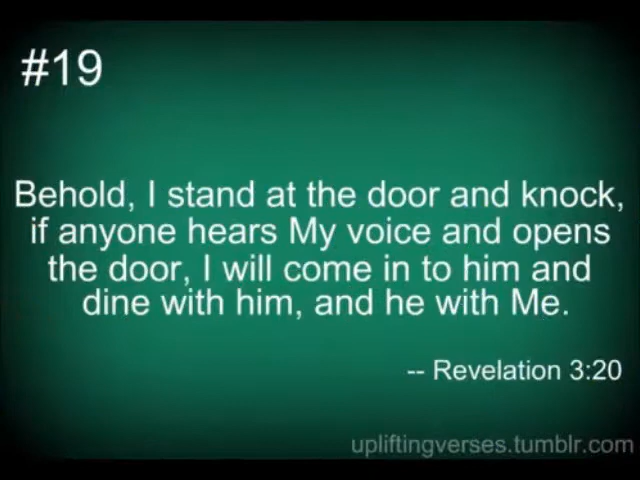 #19
Behold, I stand at the door and knock,
if anyone hears My voice and opens
the door, I will come in to him and
dine with him, and he with Me.
-- Revelation 3:20
upliftingverses.tumblr.com